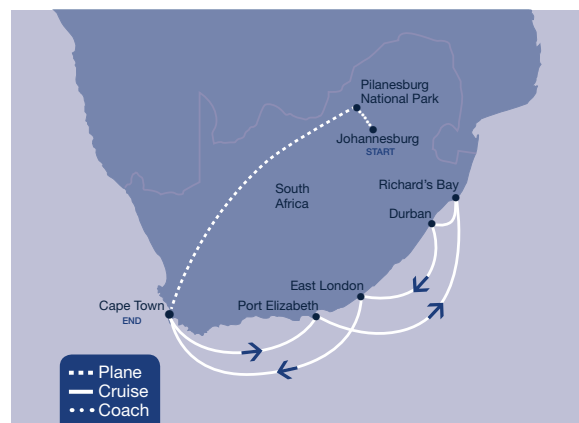 Pilanesburg
National Park
Johannesburg
START
Richard's Bay
South
Africa
Durban
East London
Cape Town
Port Elizabeth
END
Plane
Cruise
Coach